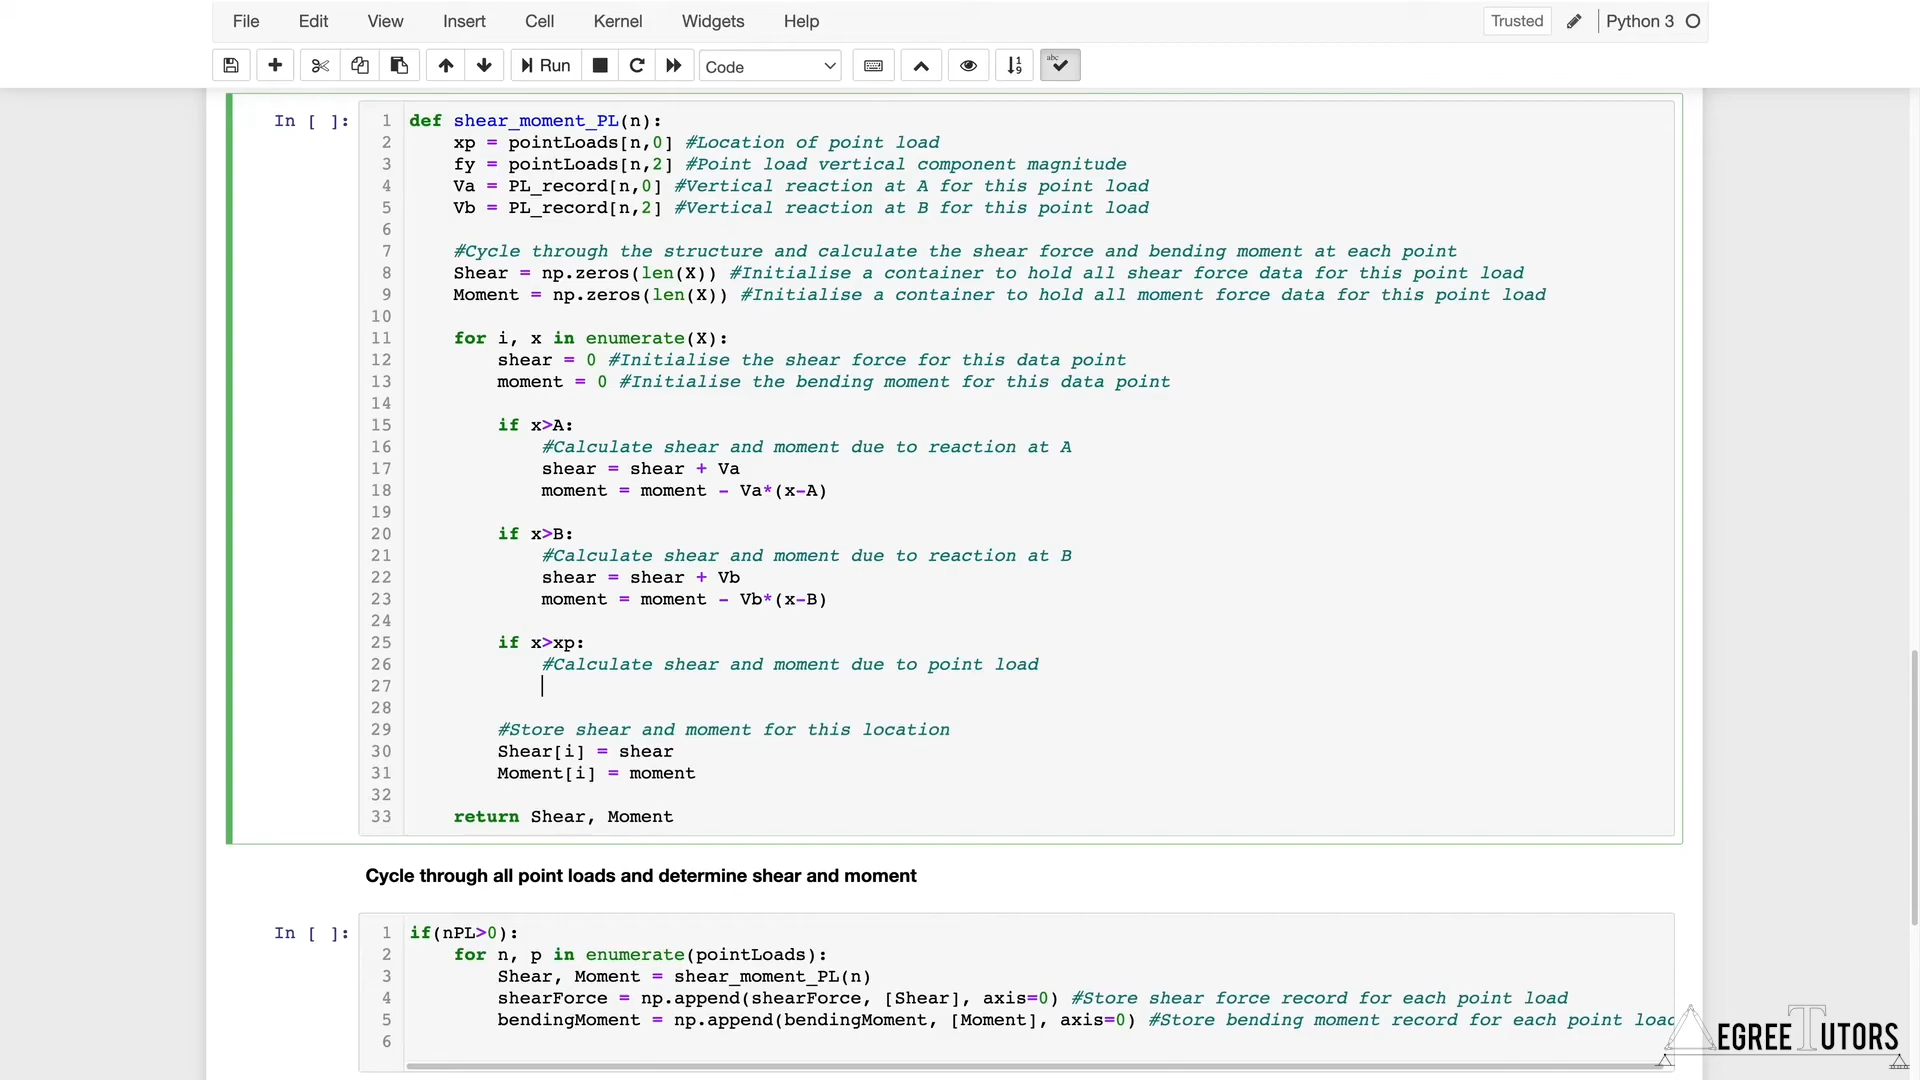 File Edit View Insert Cell Kernel Widgets Help Trusted Python 3
Run Code
In [ ]:
1 def shear_moment_PL(n):
2 xp = pointLoads[n,0] #Location of point load
3 fy = pointLoads[n,2] #Point load vertical component magnitude
4 Va = PL_record[n,0] #Vertical reaction at A for this point load
5 Vb = PL_record[n,2] #Vertical reaction at B for this point load
6
7 #Cycle through the structure and calculate the shear force and bending moment at each point
8 Shear = np.zeros(len(X)) #Initialise a container to hold all shear force data for this point load
9 Moment = np.zeros(len(X)) #Initialise a container to hold all moment force data for this point load
10
11 for i, x in enumerate(X):
12 shear = 0 #Initialise the shear force for this data point
13 moment = 0 #Initialise the bending moment for this data point
14
15 if x>A:
16 #Calculate shear and moment due to reaction at A
17 shear = shear + Va
18 moment = moment - Va*(x-A)
19
20 if x>B:
21 #Calculate shear and moment due to reaction at B
22 shear = shear + Vb
23 moment = moment - Vb*(x-B)
24
25 if x>xp:
26 #Calculate shear and moment due to point load
27
28
29 #Store shear and moment for this location
30 Shear[i] = shear
31 Moment[i] = moment
32
33 return Shear, Moment
Cycle through all point loads and determine shear and moment
In [ ]:
1 if(nPL>0):
2 for n, p in enumerate(pointLoads):
3 Shear, Moment = shear_moment_PL(n)
4 shearForce = np.append(shearForce, [Shear], axis=0) #Store shear force record for each point load
5 bendingMoment = np.append(bendingMoment, [Moment], axis=0) #Store bending moment record for each point loa
6
DEGREE TUTORS